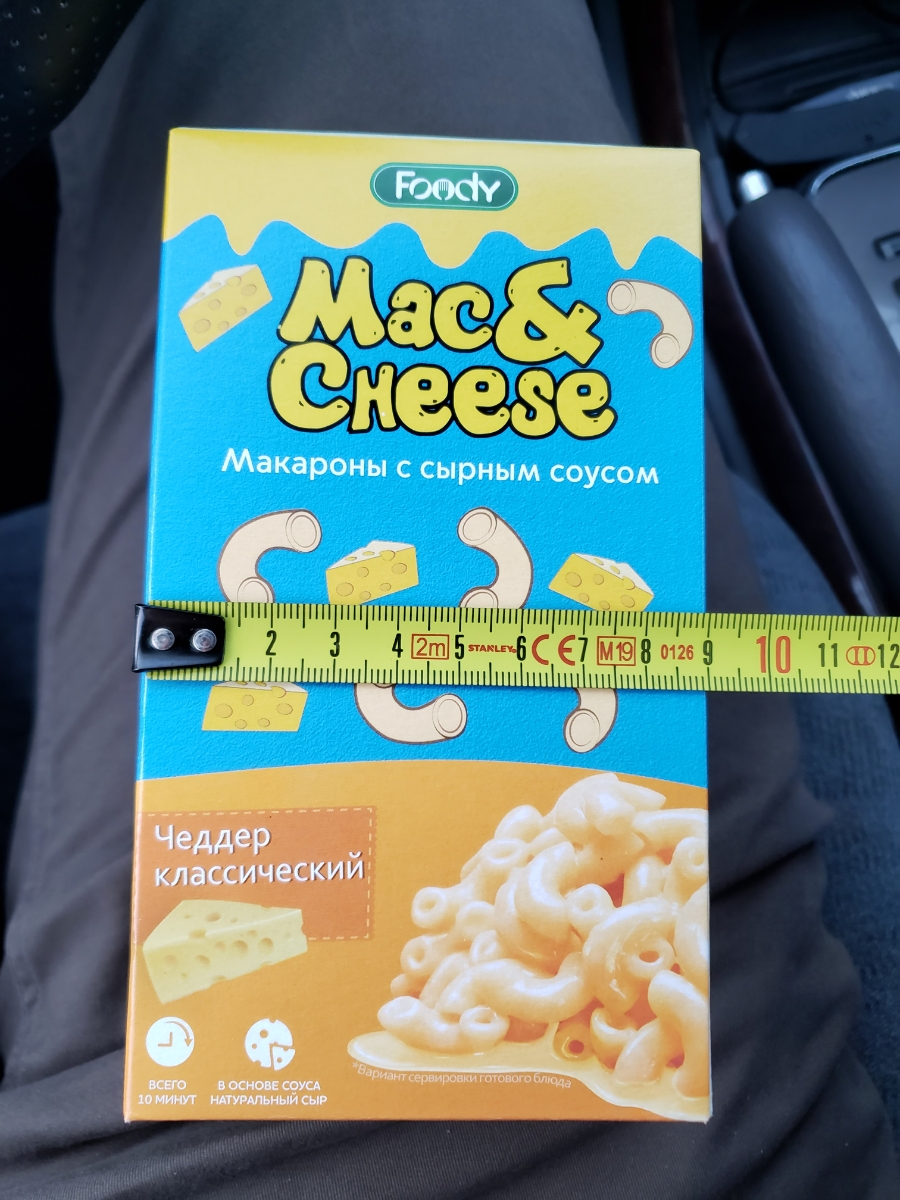 Foody
Mac&
Cheese
Макароны с сырным соусом
2 3 4 2m 5 STANLEY 6 CE 7 M19 8 0126 9 10 11 12
Чеддер
классический
ВСЕГО
10 МИНУТ
В ОСНОВЕ СОУСА
НАТУРАЛЬНЫЙ СЫР
*Вариант сервировки готового блюда